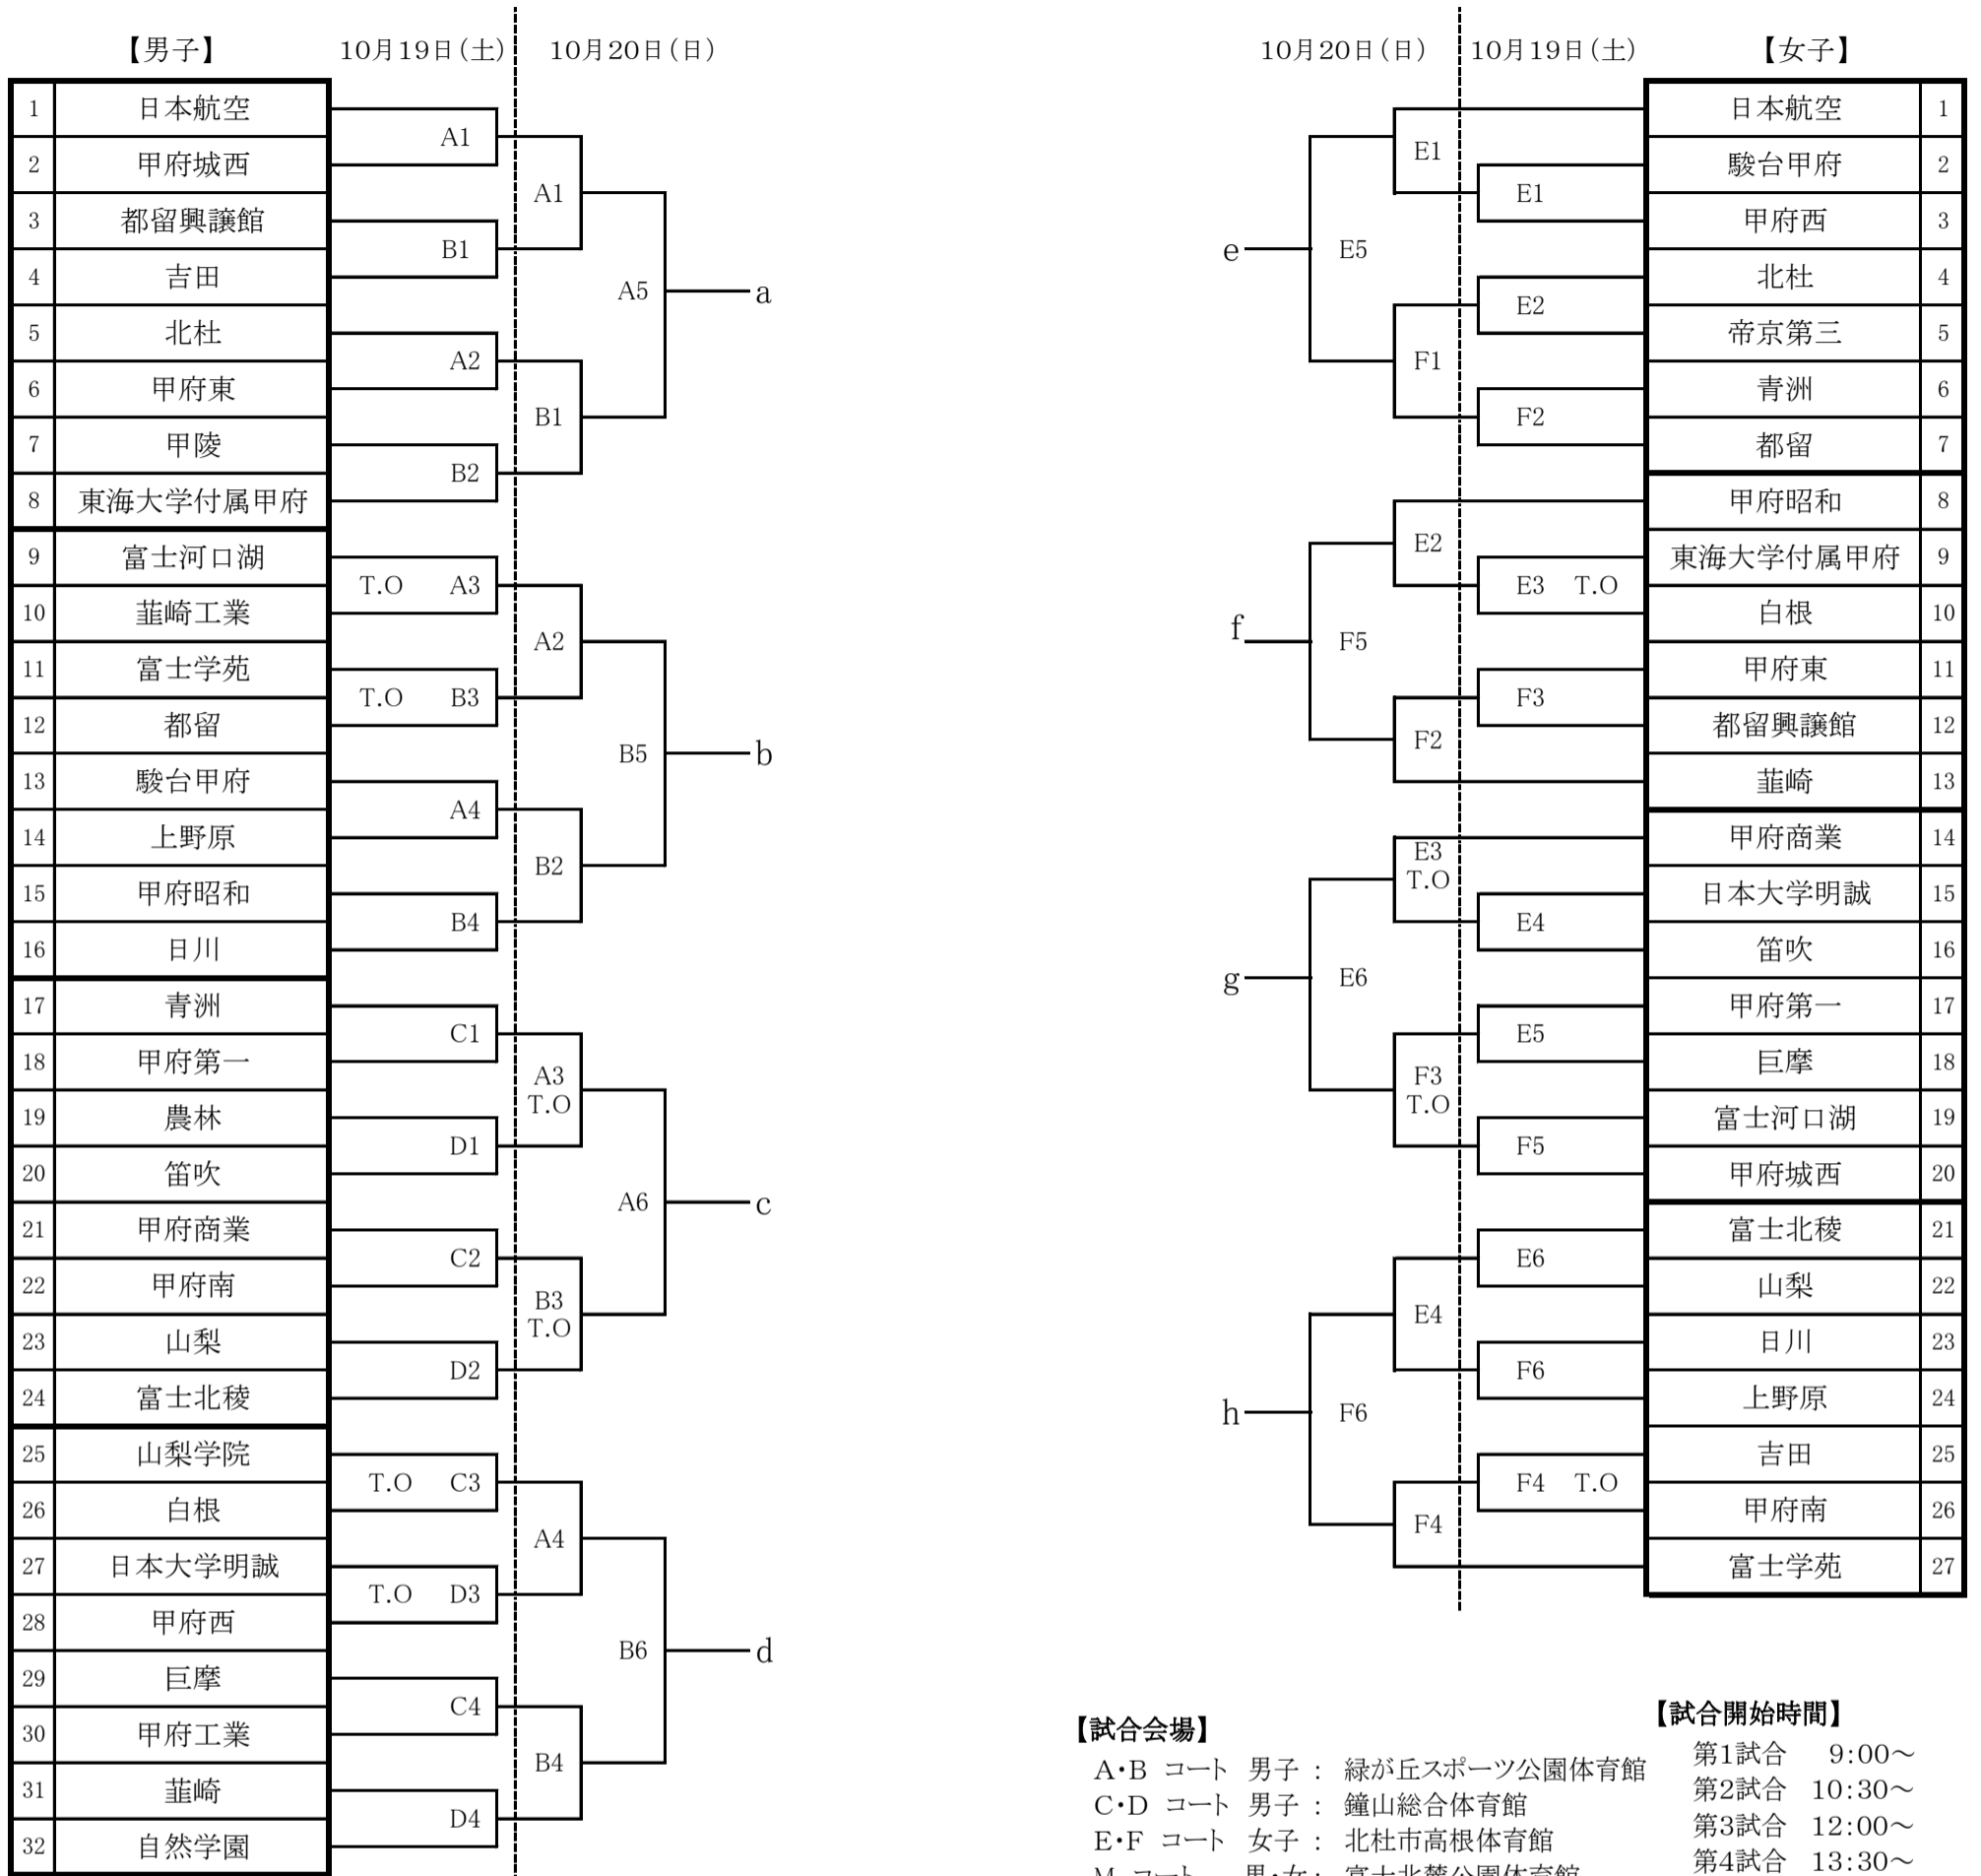 【男子】 10月19日(土) 10月20日(日)
1 日本航空
2 甲府城西
3 都留興譲館
4 吉田
5 北杜
6 甲府東
7 甲陵
8 東海大学付属甲府
9 富士河口湖
10 韮崎工業
11 富士学苑
12 都留
13 駿台甲府
14 上野原
15 甲府昭和
16 日川
17 青洲
18 甲府第一
19 農林
20 笛吹
21 甲府商業
22 甲府南
23 山梨
24 富士北稜
25 山梨学院
26 白根
27 日本大学明誠
28 甲府西
29 巨摩
30 甲府工業
31 韮崎
32 自然学園
A1
B1
A2
B2
T.O A3
T.O B3
A4
B4
C1
D1
C2
D2
T.O C3
T.O D3
C4
D4
A1
B1
A2
B2
A3
T.O
B3
T.O
A4
B4
A5
B5
A6
B6
a
b
c
d
10月20日(日) 10月19日(土) 【女子】
e
f
g
h
E5
F5
E6
F6
E1
F1
E2
F2
E3
T.O
F3
T.O
E4
F4
E1
E2
F2
E3 T.O
F3
E4
E5
F5
E6
F6
F4 T.O
日本航空 1
駿台甲府 2
甲府西 3
北杜 4
帝京第三 5
青洲 6
都留 7
甲府昭和 8
東海大学付属甲府 9
白根 10
甲府東 11
都留興譲館 12
韮崎 13
甲府商業 14
日本大学明誠 15
笛吹 16
甲府第一 17
巨摩 18
富士河口湖 19
甲府城西 20
富士北稜 21
山梨 22
日川 23
上野原 24
吉田 25
甲府南 26
富士学苑 27
【試合会場】
A・B コート 男子 : 緑が丘スポーツ公園体育館
C・D コート 男子 : 鐘山総合体育館
E・F コート 女子 : 北杜市高根体育館
M コート 男・女 : 富士北麓公園体育館
【試合開始時間】
第1試合 9:00～
第2試合 10:30～
第3試合 12:00～
第4試合 13:30～